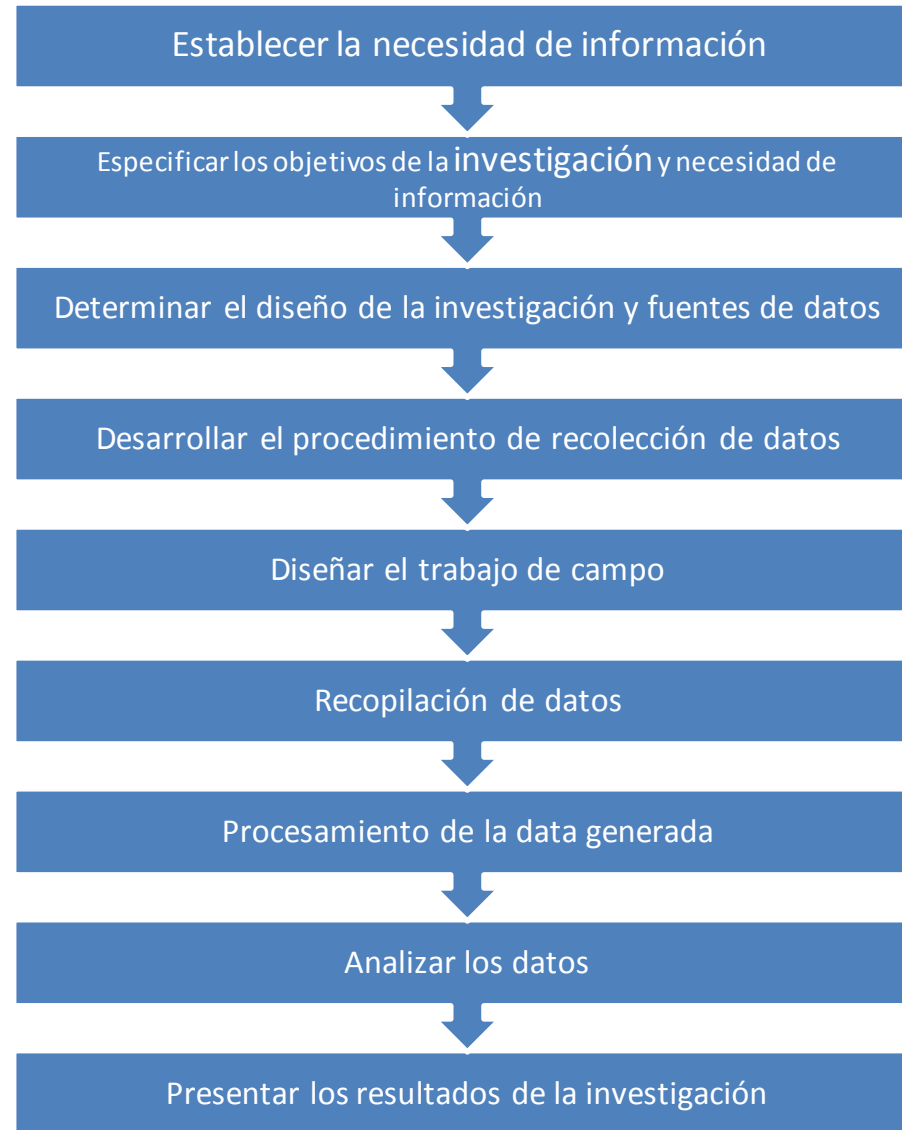 Establecer la necesidad de información
Especificar los objetivos de la investigación y necesidad de
información
Determinar el diseño de la investigación y fuentes de datos
Desarrollar el procedimiento de recolección de datos
Diseñar el trabajo de campo
Recopilación de datos
Procesamiento de la data generada
Analizar los datos
Presentar los resultados de la investigación